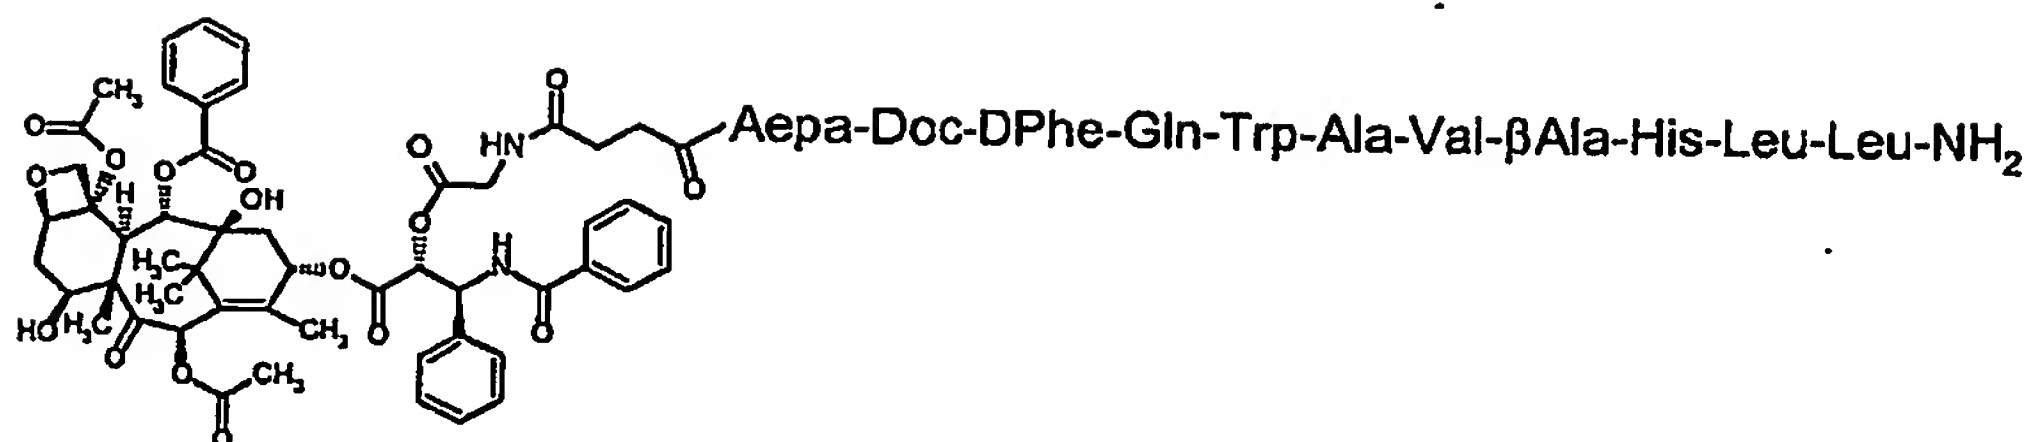 CH3
O
O
O
O
O
H
OH
O
HN
O
Aepa-Doc-DPhe-Gln-Trp-Ala-Val-βAla-His-Leu-Leu-NH2
O
O
H3C
H3C
O
O
H
N
O
HO
H3C
O
CH3
O
CH3
O